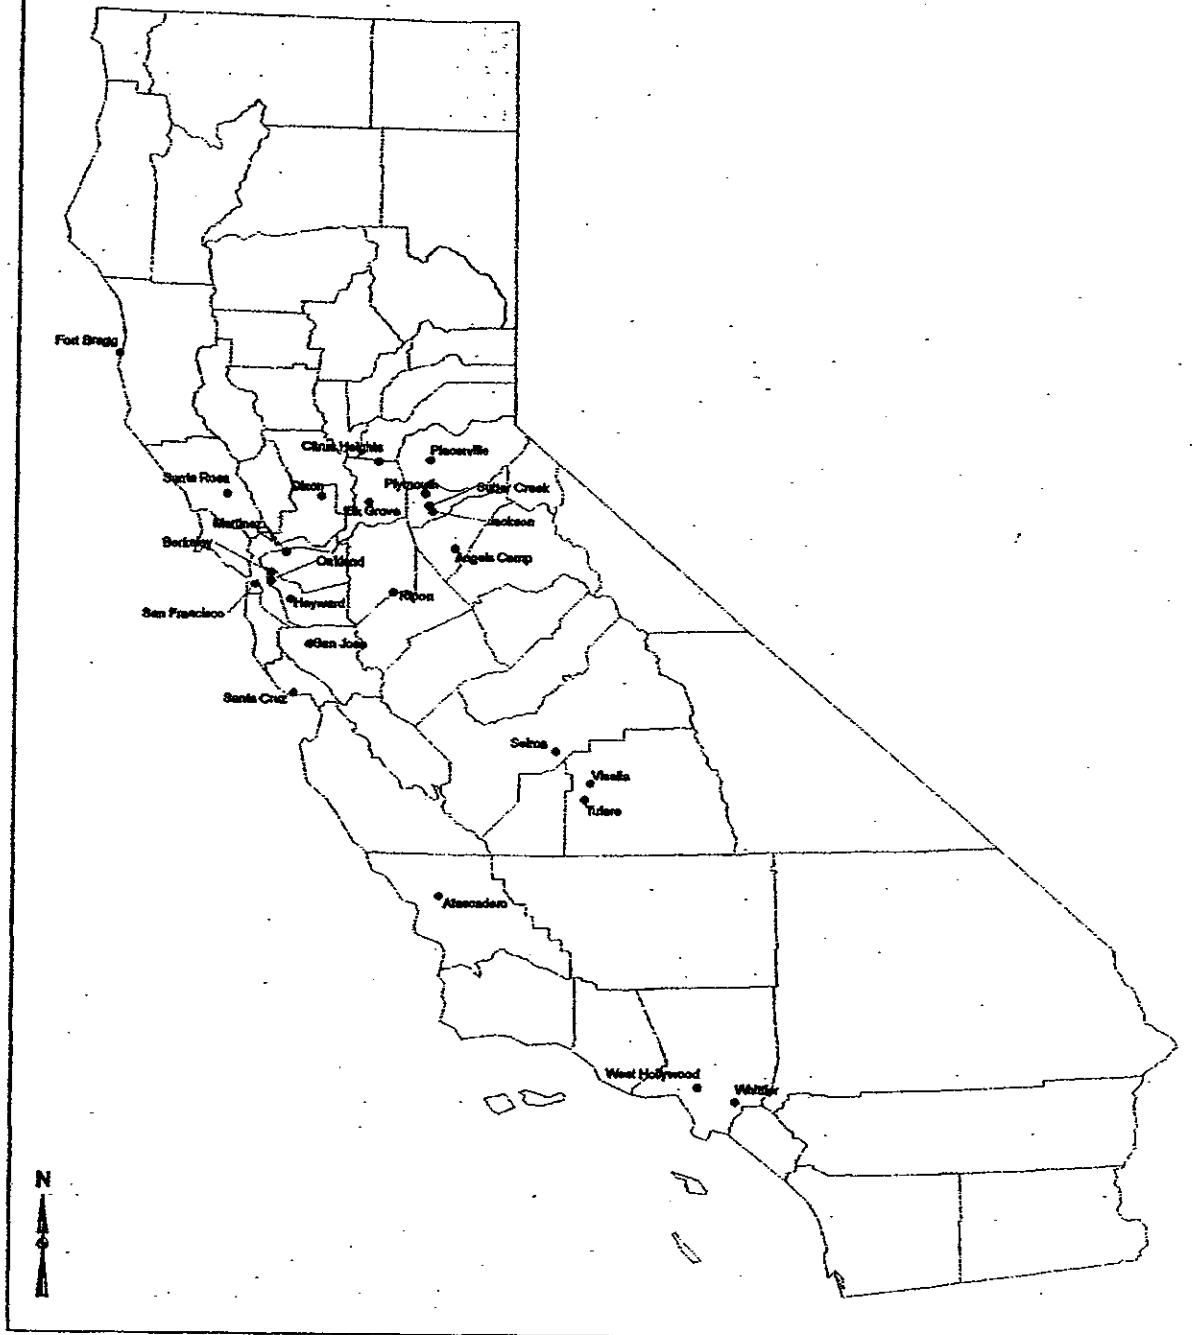 Fort Bragg
Citrus Heights
Placerville
Santa Rosa
Dixon
Plymouth
Sutter Creek
Elk Grove
Martinez
Jackson
Berkeley
Oakland
Angels Camp
Hayward
Ripon
San Francisco
San Jose
Santa Cruz
Selma
Visalia
Tulare
Atascadero
West Hollywood
Whittier
N